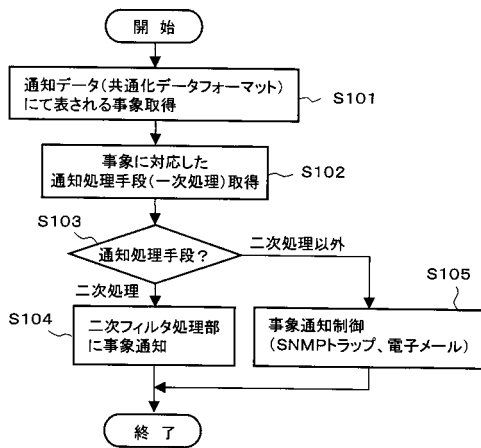 開 始
通知データ(共通化データフォーマット)
にて表される事象取得
S101
事象に対応した
通知処理手段(一次処理)取得
S102
S103
通知処理手段?
二次処理以外
二次処理
S104
二次フィルタ処理部
に事象通知
S105
事象通知制御
(SNMPトラップ、電子メール)
終 了